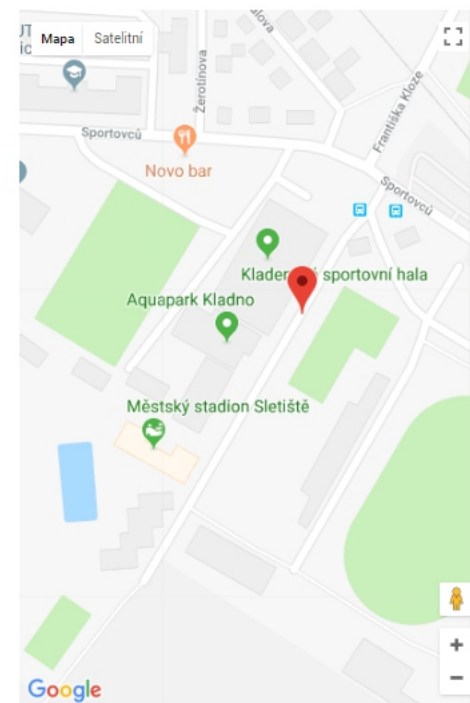 Mapa Satelitní
Žerotínova
Františka Kloze
Sportovců
Novo bar
Sportovců
sportovní hala
Aquapark Kladno
Městský stadion Sletiště
Google